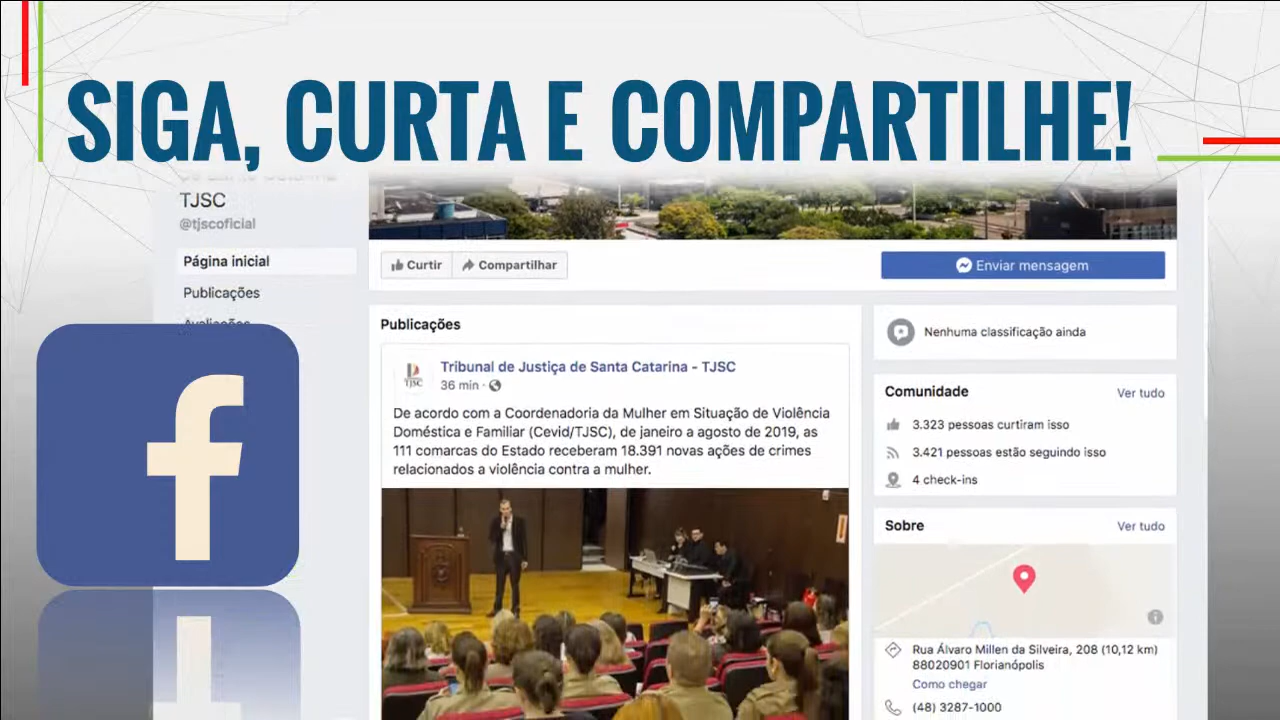 SIGA, CURTA E COMPARTILHE!
TJSC
@tjscoficial
Página inicial
Publicações
Avaliações
Curtir
Compartilhar
Enviar mensagem
Publicações
TJSC
Tribunal de Justiça de Santa Catarina - TJSC
36 min ·
De acordo com a Coordenadoria da Mulher em Situação de Violência
Doméstica e Familiar (Cevid/TJSC), de janeiro a agosto de 2019, as
111 comarcas do Estado receberam 18.391 novas ações de crimes
relacionados a violência contra a mulher.
Nenhuma classificação ainda
Comunidade
Ver tudo
3.323 pessoas curtiram isso
3.421 pessoas estão seguindo isso
4 check-ins
Sobre
Ver tudo
Rua Álvaro Millen da Silveira, 208 (10,12 km)
88020901 Florianópolis
Como chegar
(48) 3287-1000